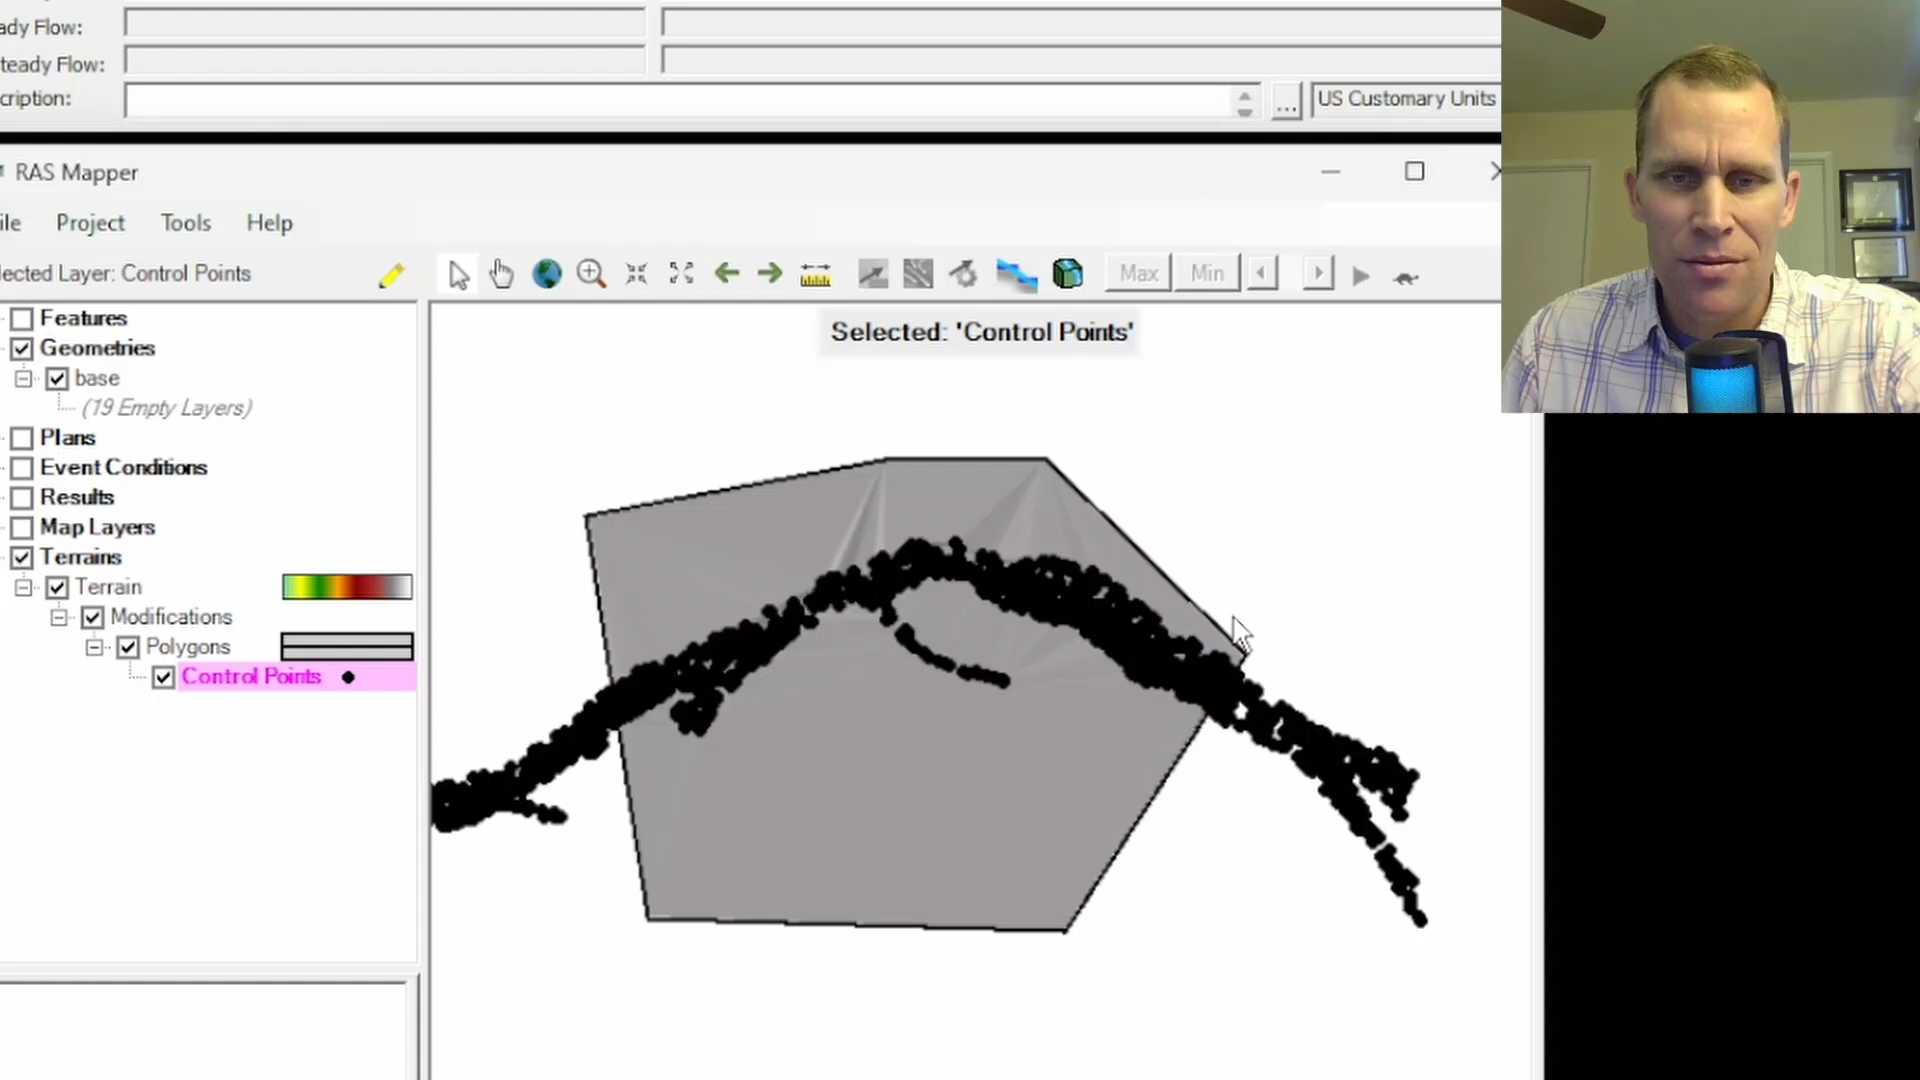 ady Flow:
teady Flow:
cription:
...
US Customary Units
RAS Mapper
ile Project Tools Help
lected Layer: Control Points
Max Min
Selected: 'Control Points'
Features
Geometries
base
(19 Empty Layers)
Plans
Event Conditions
Results
Map Layers
Terrains
Terrain
Modifications
Polygons
Control Points